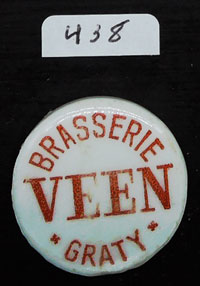 438
BRASSERIE
VEEN
* GRATY *